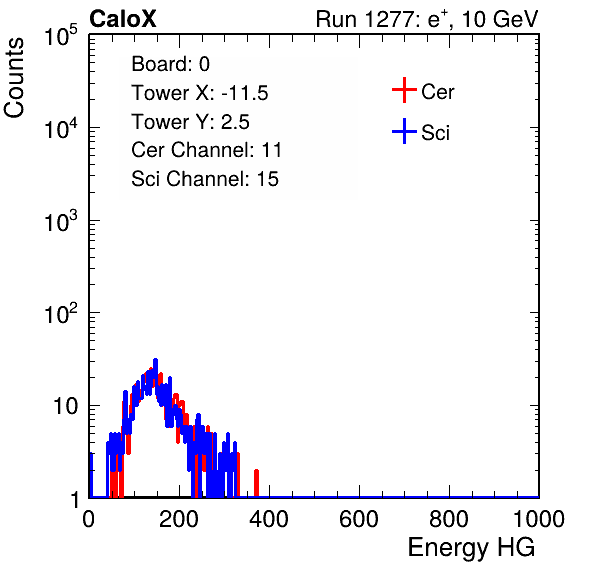 CaloX Run 1277: e⁺, 10 GeV
Counts
Board: 0
Tower X: -11.5
Tower Y: 2.5
Cer Channel: 11
Sci Channel: 15
Cer
Sci
10⁵
10⁴
10³
10²
10
1
0 200 400 600 800 1000
Energy HG